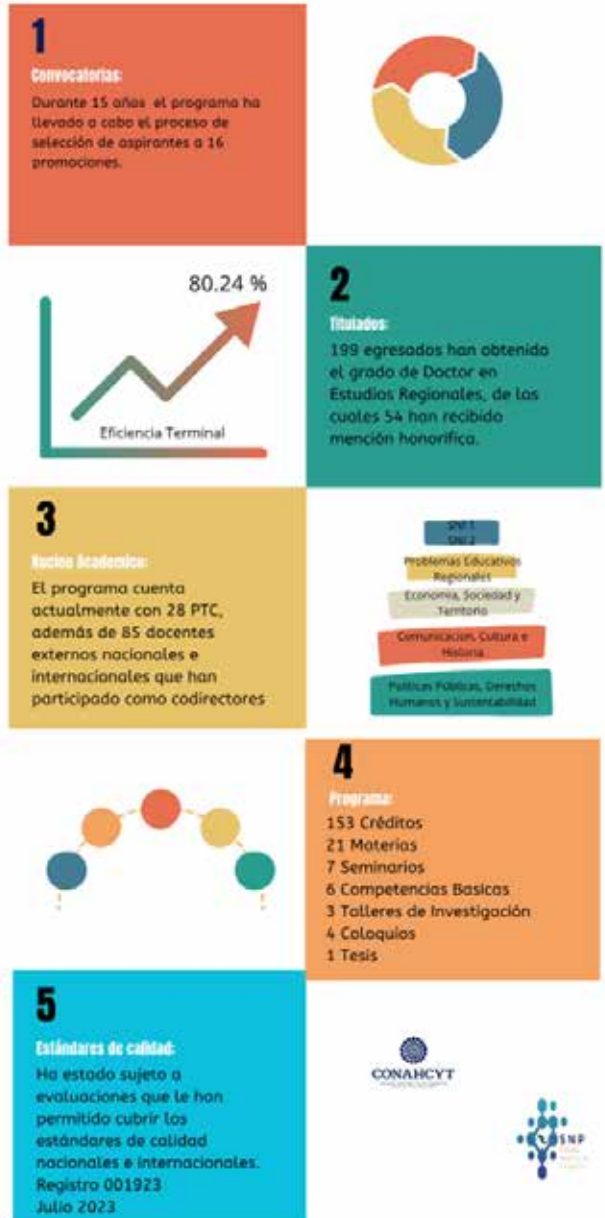 1
Convocatorias:
Durante 15 años el programa ha
llevado a cabo el proceso de
selección de aspirantes a 16
promociones.
80.24 %
Eficiencia Terminal
2
Titulados:
199 egresados han obtenido
el grado de Doctor en
Estudios Regionales, de los
cuales 54 han recibido
mención honorífica.
3
Nucleo Academico:
El programa cuenta
actualmente con 28 PTC,
además de 85 docentes
externos nacionales e
internacionales que han
participado como codirectores
SNI 1
SNI 2
Problemas Educativos
Regionales
Economía, Sociedad y
Territorio
Comunicación, Cultura e
Historia
Políticas Públicas, Derechos
Humanos y Sustentabilidad
4
Programa:
153 Créditos
21 Materias
7 Seminarios
6 Competencias Basicas
3 Talleres de Investigación
4 Coloquios
1 Tesis
5
Estándares de calidad:
Ha estado sujeto a
evaluaciones que le han
permitido cubrir los
estándares de calidad
nacionales e internacionales.
Registro 001923
Julio 2023
CONAHCYT
SNP